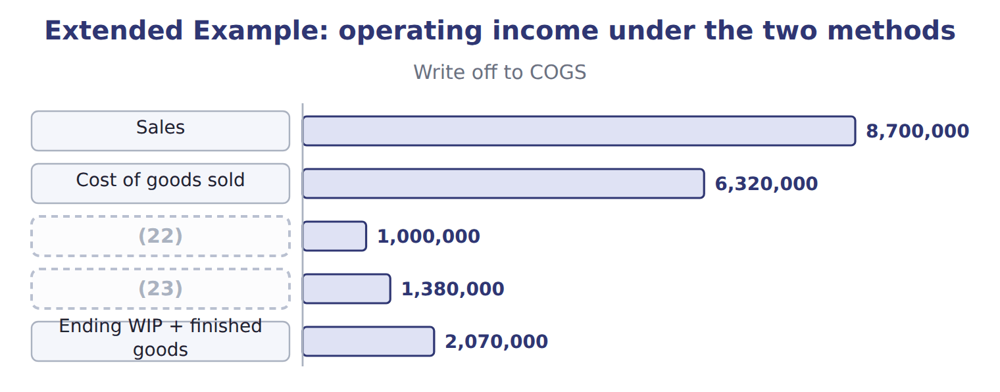 Extended Example: operating income under the two methods
Write off to COGS
Sales
8,700,000
Cost of goods sold
6,320,000
(22)
1,000,000
(23)
1,380,000
Ending WIP + finished
goods
2,070,000